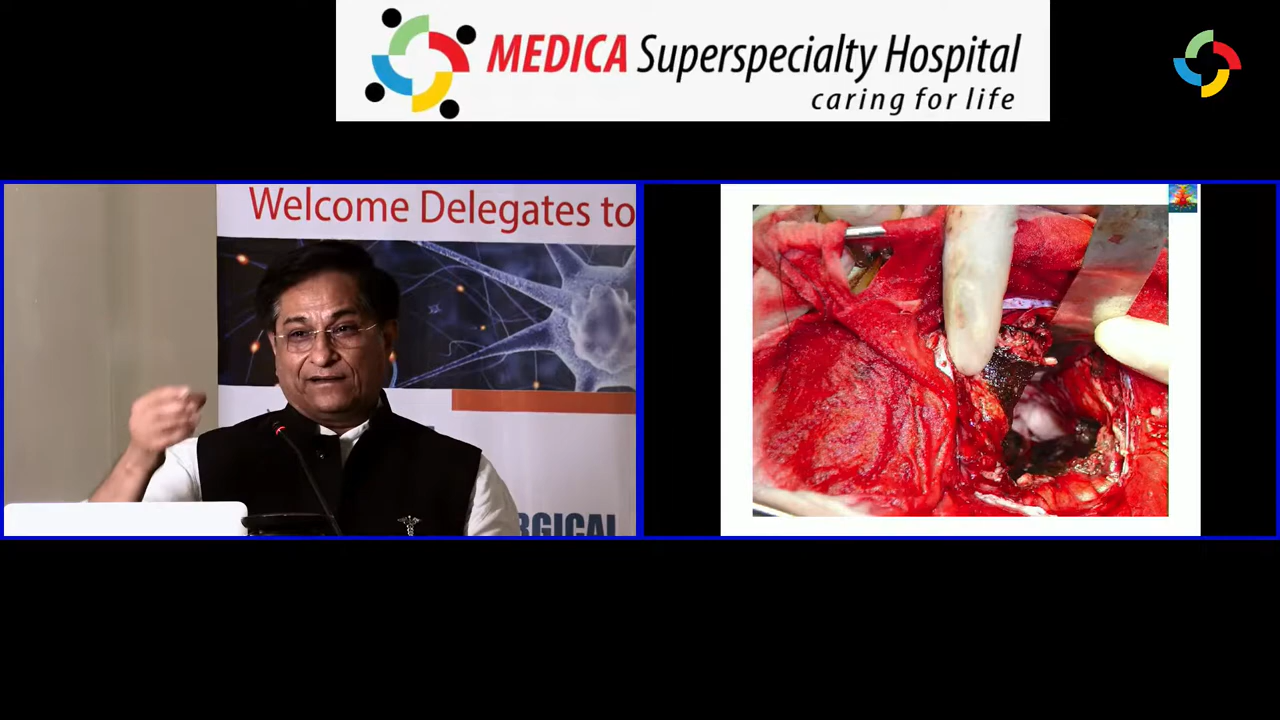 MEDICA Superspecialty Hospital
caring for life
Welcome Delegates to
RGICAL